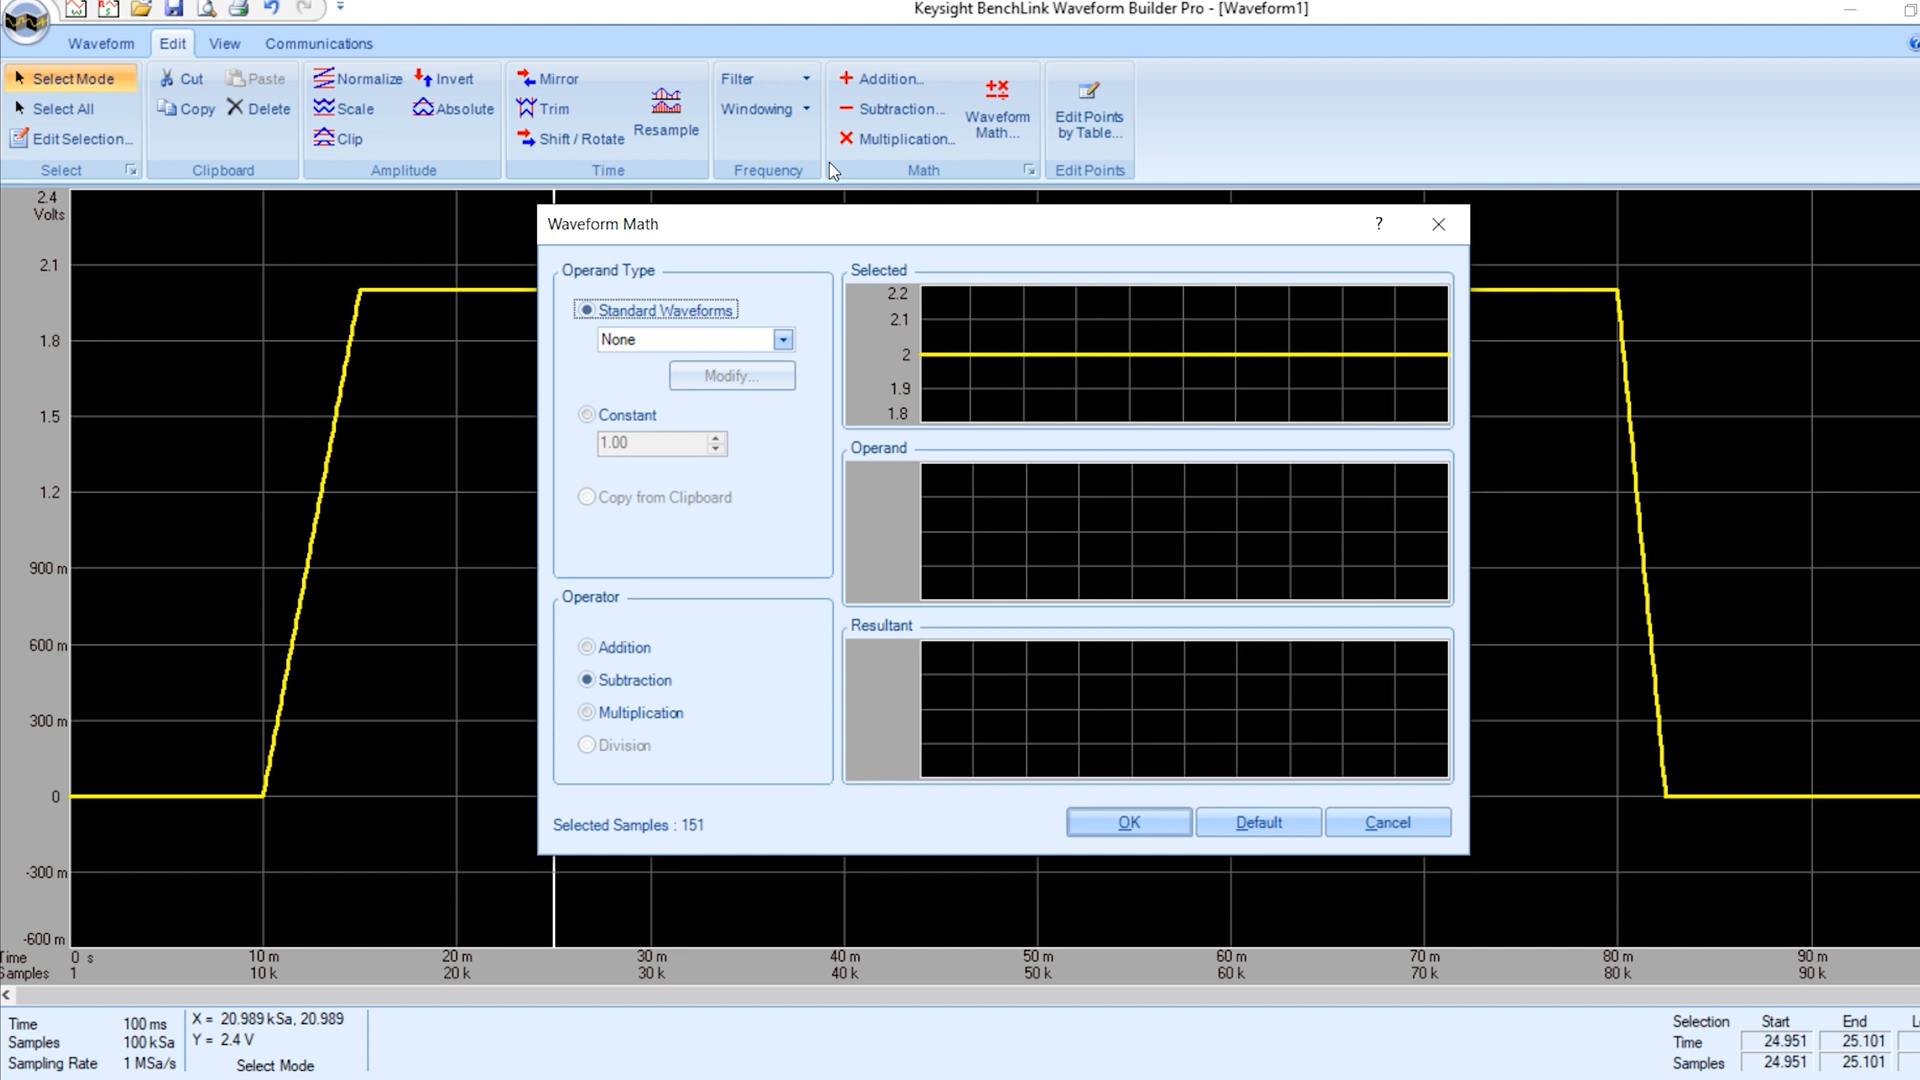 Keysight BenchLink Waveform Builder Pro - [Waveform1]
Waveform Edit View Communications
Select Mode Cut Paste Normalize Invert Mirror Filter Addition...
Select All Copy Delete Scale Absolute Trim Resample Windowing Subtraction... Waveform Math... Edit Points by Table...
Edit Selection... Clip Shift / Rotate Multiplication...
Select Clipboard Amplitude Time Frequency Math Edit Points
2.4
Volts
2.1
1.8
1.5
1.2
900 m
600 m
300 m
0
-300 m
-600 m
Waveform Math ?
Operand Type
Standard Waveforms
None
Modify...
Constant
1.00
Copy from Clipboard
Operator
Addition
Subtraction
Multiplication
Division
Selected Samples : 151
Selected
2.2
2.1
2
1.9
1.8
Operand
Resultant
OK Default Cancel
Time 0 s 10 m 20 m 30 m 40 m 50 m 60 m 70 m 80 m 90 m
Samples 1 10 k 20 k 30 k 40 k 50 k 60 k 70 k 80 k 90 k
Time 100 ms X = 20.989 kSa, 20.989
Samples 100 kSa Y = 2.4 V
Sampling Rate 1 MSa/s Select Mode
Selection Start End
Time 24.951 25.101
Samples 24.951 25.101